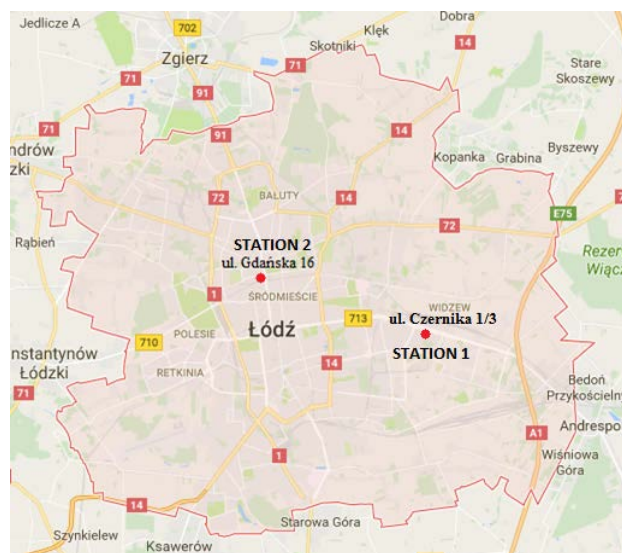 Jedlicze A
702
Zgierz
Klęk
Dobra
Skotniki
14
71
Stare
Skoszewy
71
91
71
91
14
ndrów
zki
Kopanka
Grabina
Byszewy
BAŁUTY
72
14
72
E75
Rąbień
STATION 2
ul. Gdańska 16
Rezer
Wiącz
1
ŚRÓDMIEŚCIE
WIDZEW
ul. Czernika 1/3
710
POLESIE
Łódź
713
STATION 1
nstantynów
Łódzki
RETKINIA
14
71
Bedoń
Przykościelny
Andrespo
A1
1
Wiśniowa
Góra
14
Starowa Góra
Szynkielew
Ksawerów